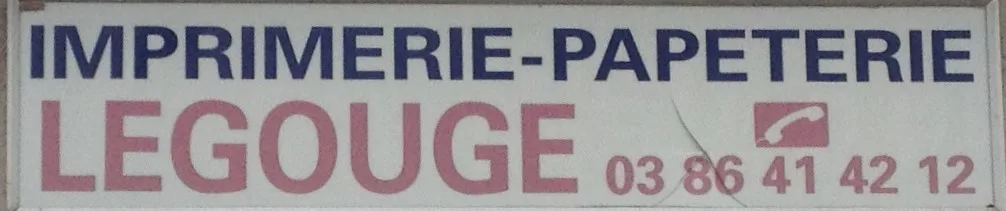 IMPRIMERIE-PAPETERIE
LEGOUGE 03 86 41 42 12